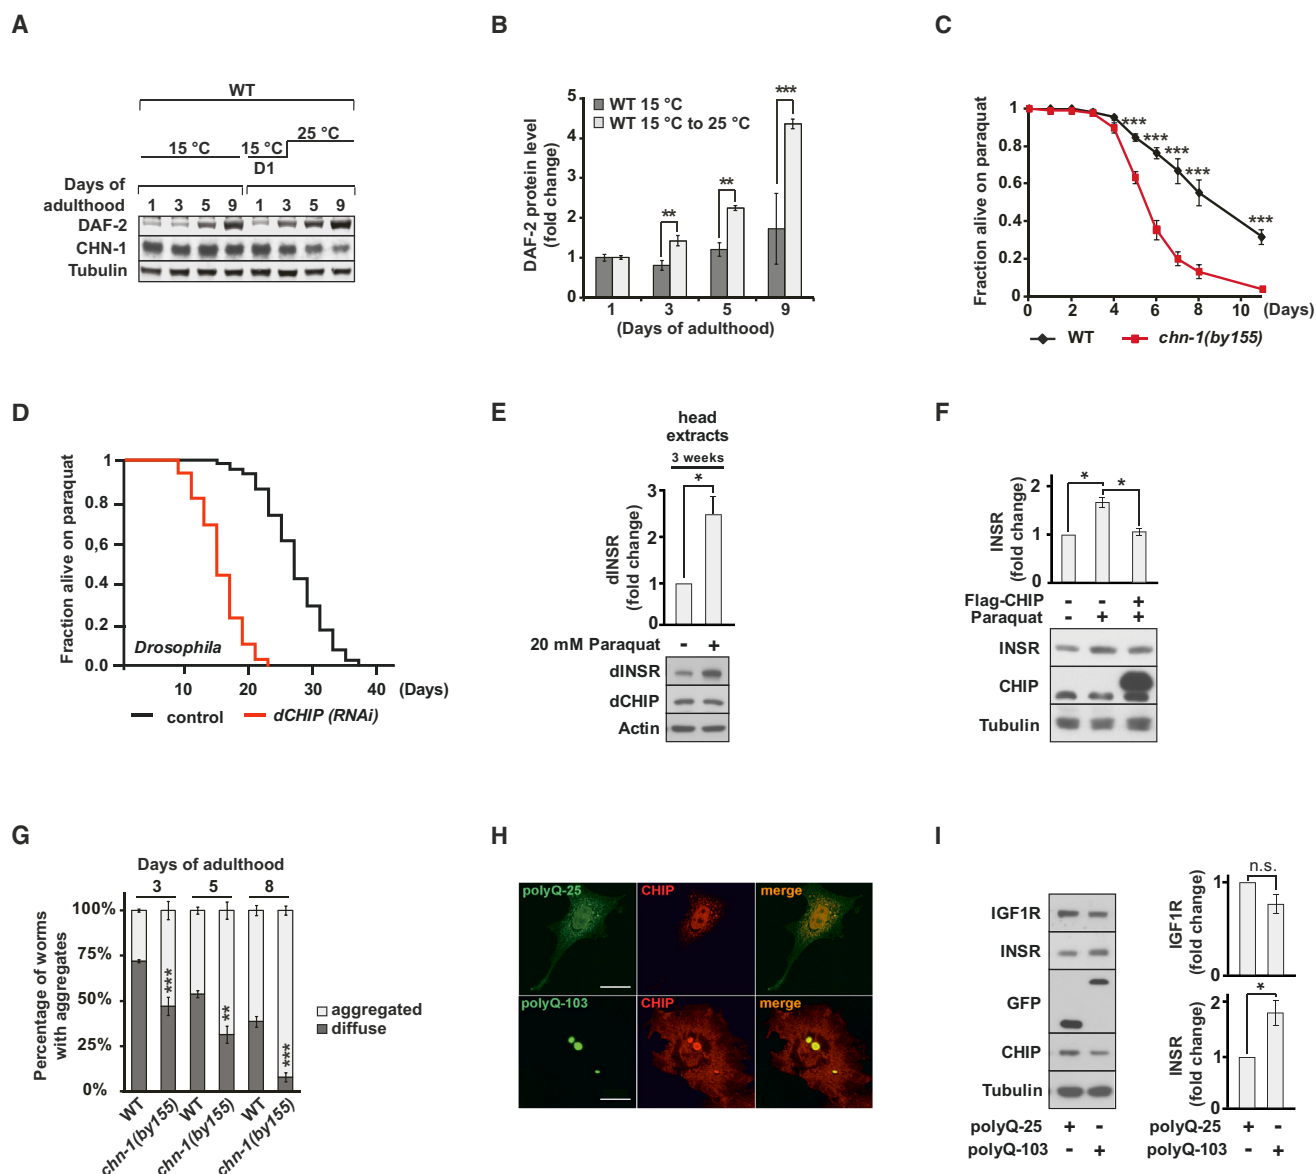 A
WT
15 °C
15 °C
25 °C
D1
Days of
adulthood
1 3 5 9 1 3 5 9
DAF-2
CHN-1
Tubulin
B
DAF-2 protein level
(fold change)
5
4
3
2
1
0
WT 15 °C
WT 15 °C to 25 °C
**
**
***
1 3 5 9
(Days of adulthood)
C
Fraction alive on paraquat
1
0.8
0.6
0.4
0.2
0
***
***
***
***
***
0 2 4 6 8 10 (Days)
WT
chn-1(by155)
D
Fraction alive on paraquat
1
0.8
0,6
0.4
0.2
0.0
Drosophila
10 20 30 40 (Days)
control
dCHIP (RNAi)
E
head
extracts
3 weeks
*
dINSR
(fold change)
3
2
1
0
20 mM Paraquat - +
dINSR
dCHIP
Actin
F
INSR
(fold change)
2
1
0
* *
Flag-CHIP - - +
Paraquat - + +
INSR
CHIP
Tubulin
G
Days of adulthood
3 5 8
Percentage of worms
with aggregates
100%
75%
50%
25%
0%
***
**
***
aggregated
diffuse
WT
chn-1(by155)
WT
chn-1(by155)
WT
chn-1(by155)
H
polyQ-25
CHIP
merge
polyQ-103
CHIP
merge
I
IGF1R
INSR
GFP
CHIP
Tubulin
polyQ-25 + -
polyQ-103 - +
n.s.
IGF1R
(fold change)
1
0
*
INSR
(fold change)
2
1
0
polyQ-25 + -
polyQ-103 - +